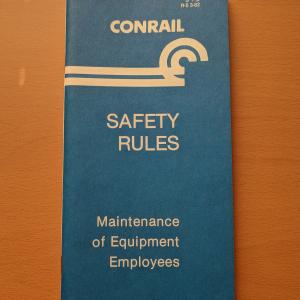 CONRAIL
SAFETY
RULES
Maintenance
of Equipment
Employees